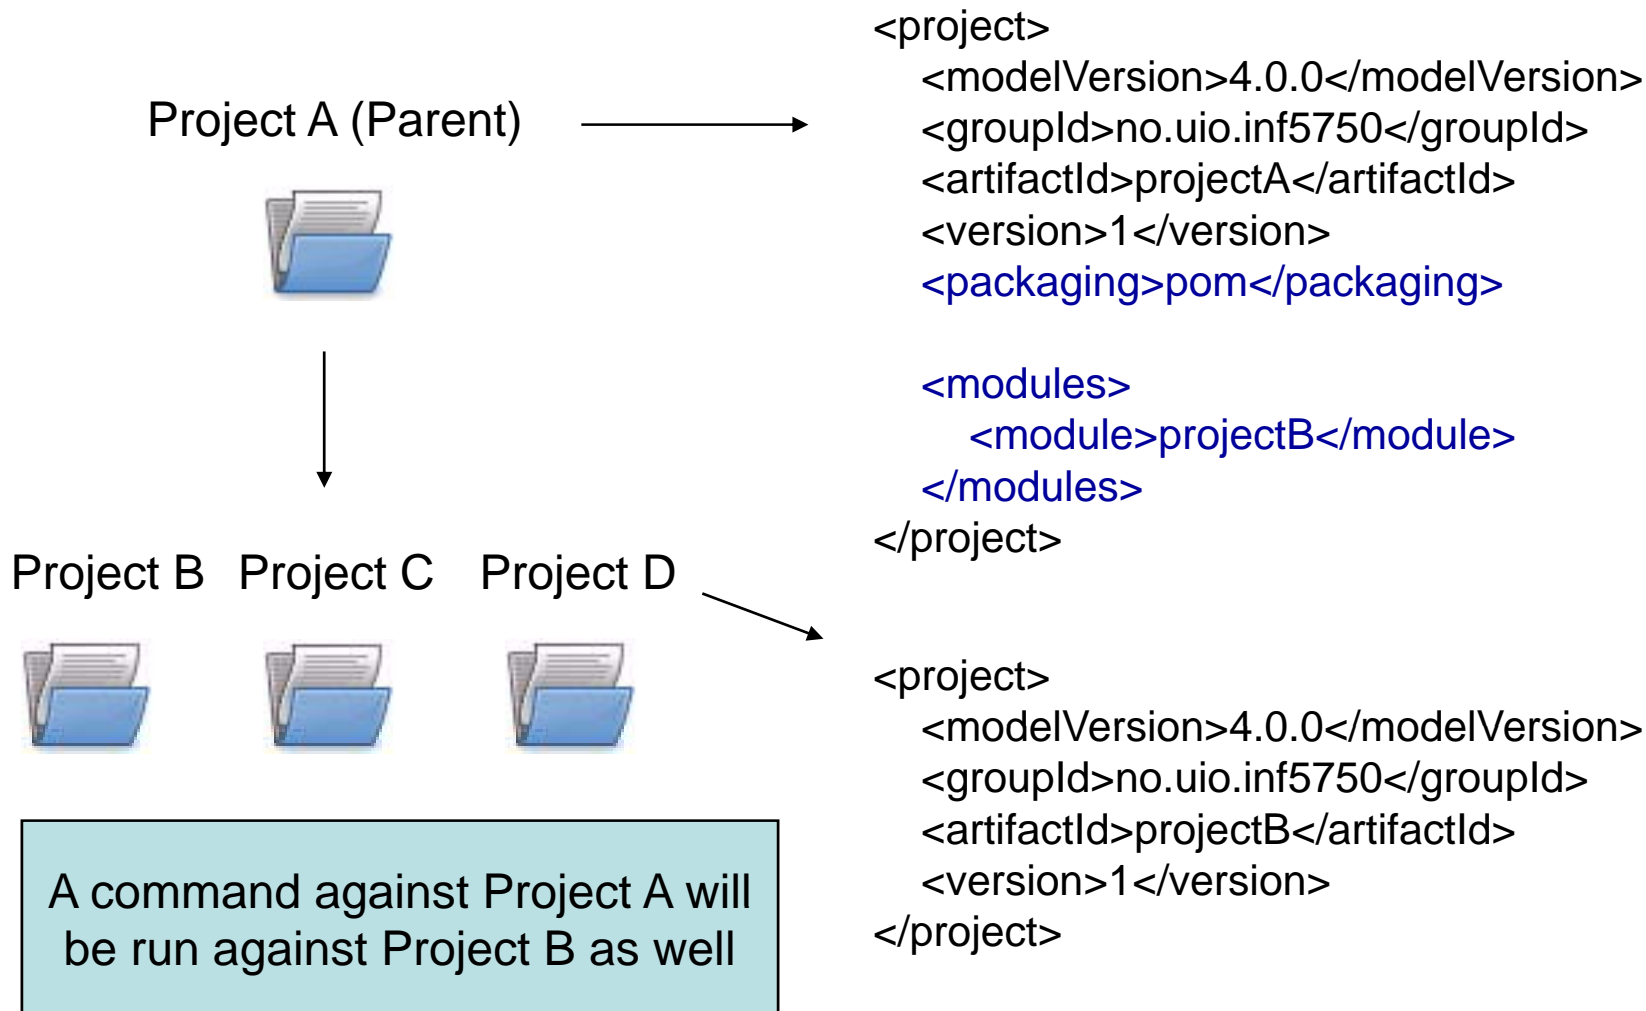 Project A (Parent)
<project>
<modelVersion>4.0.0</modelVersion>
<groupId>no.uio.inf5750</groupId>
<artifactId>projectA</artifactId>
<version>1</version>
<packaging>pom</packaging>
<modules>
<module>projectB</module>
</modules>
</project>
Project B
Project C
Project D
<project>
<modelVersion>4.0.0</modelVersion>
<groupId>no.uio.inf5750</groupId>
<artifactId>projectB</artifactId>
<version>1</version>
</project>
A command against Project A will
be run against Project B as well